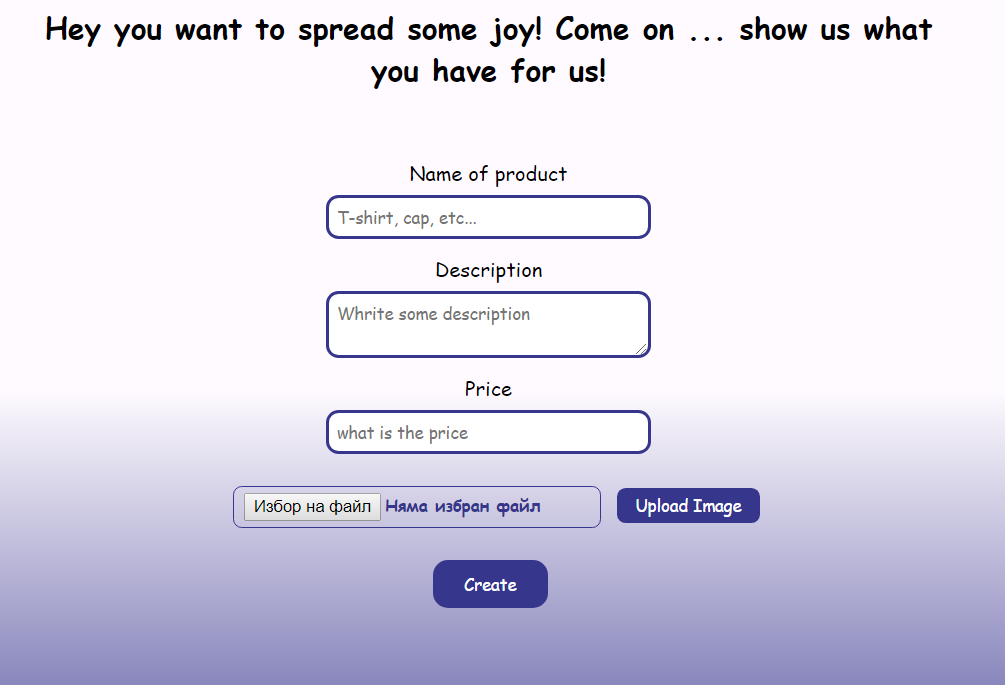 Hey you want to spread some joy! Come on ... show us what
you have for us!
Name of product
T-shirt, cap, etc...
Description
Whrite some description
Price
what is the price
Избор на файл Няма избран файл Upload Image
Create